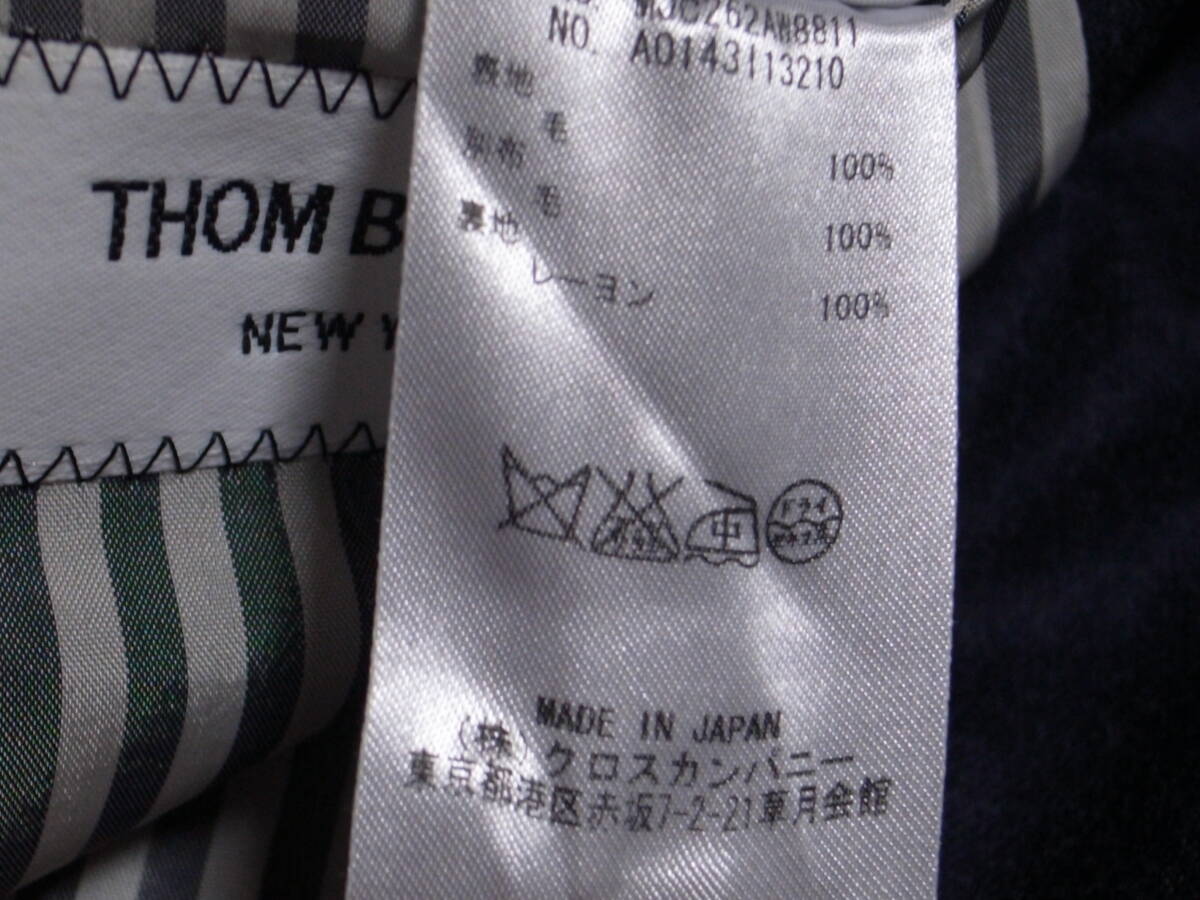 MJC262AW8811
NO. A0143113210
表地
毛 100%
別布
毛 100%
裏地
レーヨン 100%
THOM B
NEW Y
中
ドライ
MADE IN JAPAN
(株)クロスカンパニー
東京都港区赤坂7-2-21草月会館